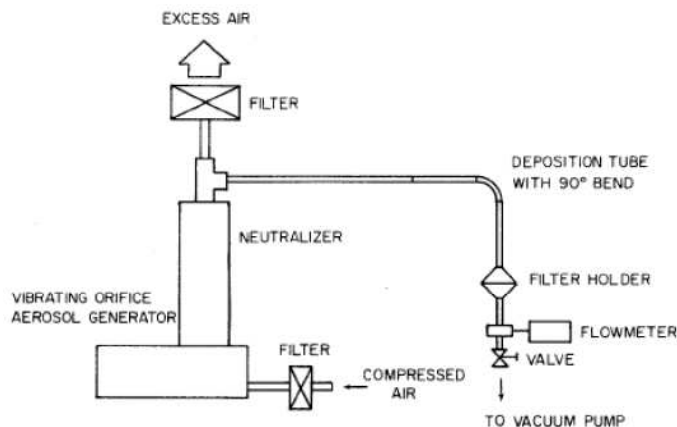 EXCESS AIR
FILTER
DEPOSITION TUBE
WITH 90° BEND
NEUTRALIZER
FILTER HOLDER
VIBRATING ORIFICE
AEROSOL GENERATOR
FLOWMETER
FILTER
VALVE
COMPRESSED
AIR
TO VACUUM PUMP